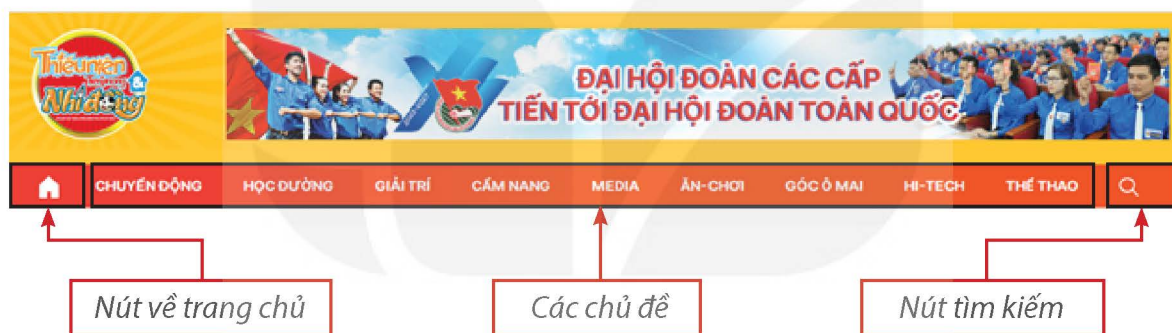 Thiếu niên
&
Nhi đồng
ĐẠI HỘI ĐOÀN CÁC CẤP
TIẾN TỚI ĐẠI HỘI ĐOÀN TOÀN QUỐC
CHUYỂN ĐỘNG HỌC ĐƯỜNG GIẢI TRÍ CẨM NANG MEDIA ĂN-CHƠI GÓC Ô MAI HI-TECH THỂ THAO
Nút về trang chủ Các chủ đề Nút tìm kiếm